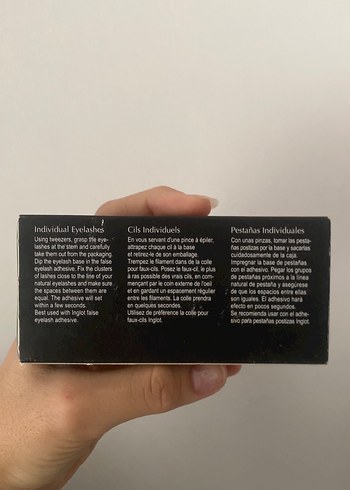 Individual Eyelashes
Using tweezers, grasp the eye-
lashes at the stem and carefully
take them out from the packaging
Dip the eyelash base in the false
eyelash adhesive. Fix the clusters
of lashes close to the line of your
natural eyelashes and make sure
the spaces between them are
equal. The adhesive will set
within a few seconds.
Best used with Inglot false
eyelash adhesive.
Cils Individuels
En vous servant d'une pince à épiler,
attrapez chaque cil à la base
et retirez-le de son emballage.
Trempez le filament dans de la colle
pour faux-cils. Posez le faux-cil, le plus
à ras possible des vrais cils, en com-
mençant par le coin externe de l'oeil
et en gardant un espacement régulier
entre les filaments. La colle prendra
en quelques secondes.
Utilisez de préférence la colle pour
faux-cils Inglot.
Pestañas Individuales
Con unas pinzas, tomar las pesta-
ñas postizas por la base y sacarlas
cuidadosamente de la caja.
Impregnar la base de pestañas
con el adhesivo. Pegar los grupos
de pestañas próximos a la línea
natural de pestaña y asegúrese
de que los espacios entre ellas
son iguales. El adhesivo hará
efecto en pocos segundos.
Se recomienda usar con el adhe-
sivo para pestañas postizas Inglot.